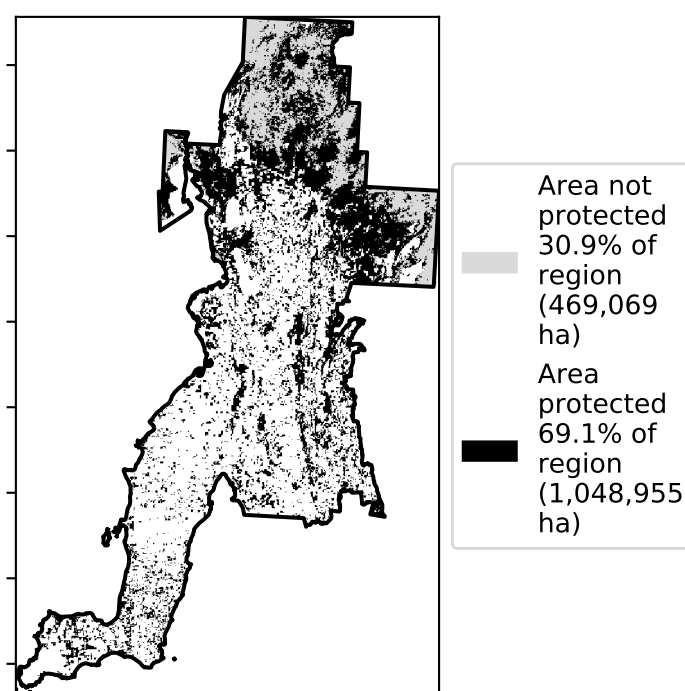 Area not
protected
30.9% of
region
(469,069
ha)
Area
protected
69.1% of
region
(1,048,955
ha)